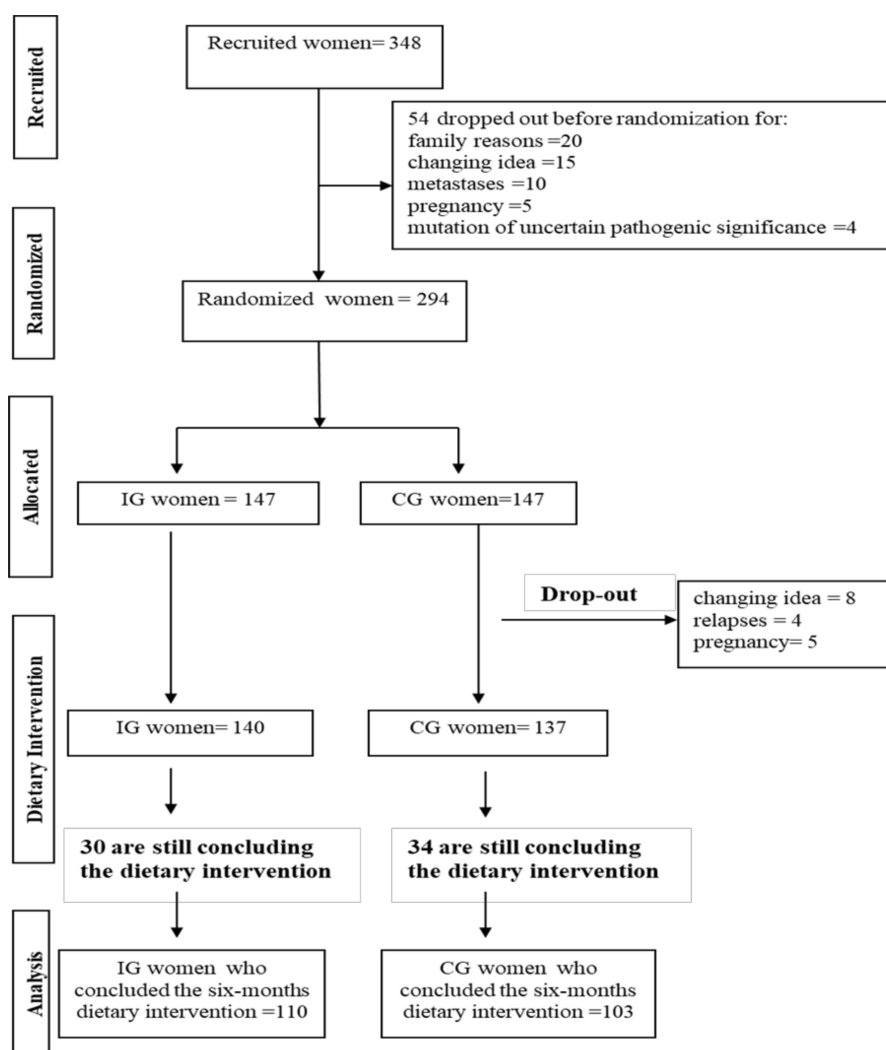 Recruited
Recruited women= 348
54 dropped out before randomization for:
family reasons =20
changing idea =15
metastases =10
pregnancy =5
mutation of uncertain pathogenic significance =4
Randomized
Randomized women = 294
Allocated
IG women = 147
CG women=147
Drop-out
changing idea = 8
relapses = 4
pregnancy= 5
Dietary Intervention
IG women= 140
CG women= 137
30 are still concluding
the dietary intervention
34 are still concluding
the dietary intervention
Analysis
IG women who
concluded the six-months
dietary intervention =110
CG women who
concluded the six-months
dietary intervention =103